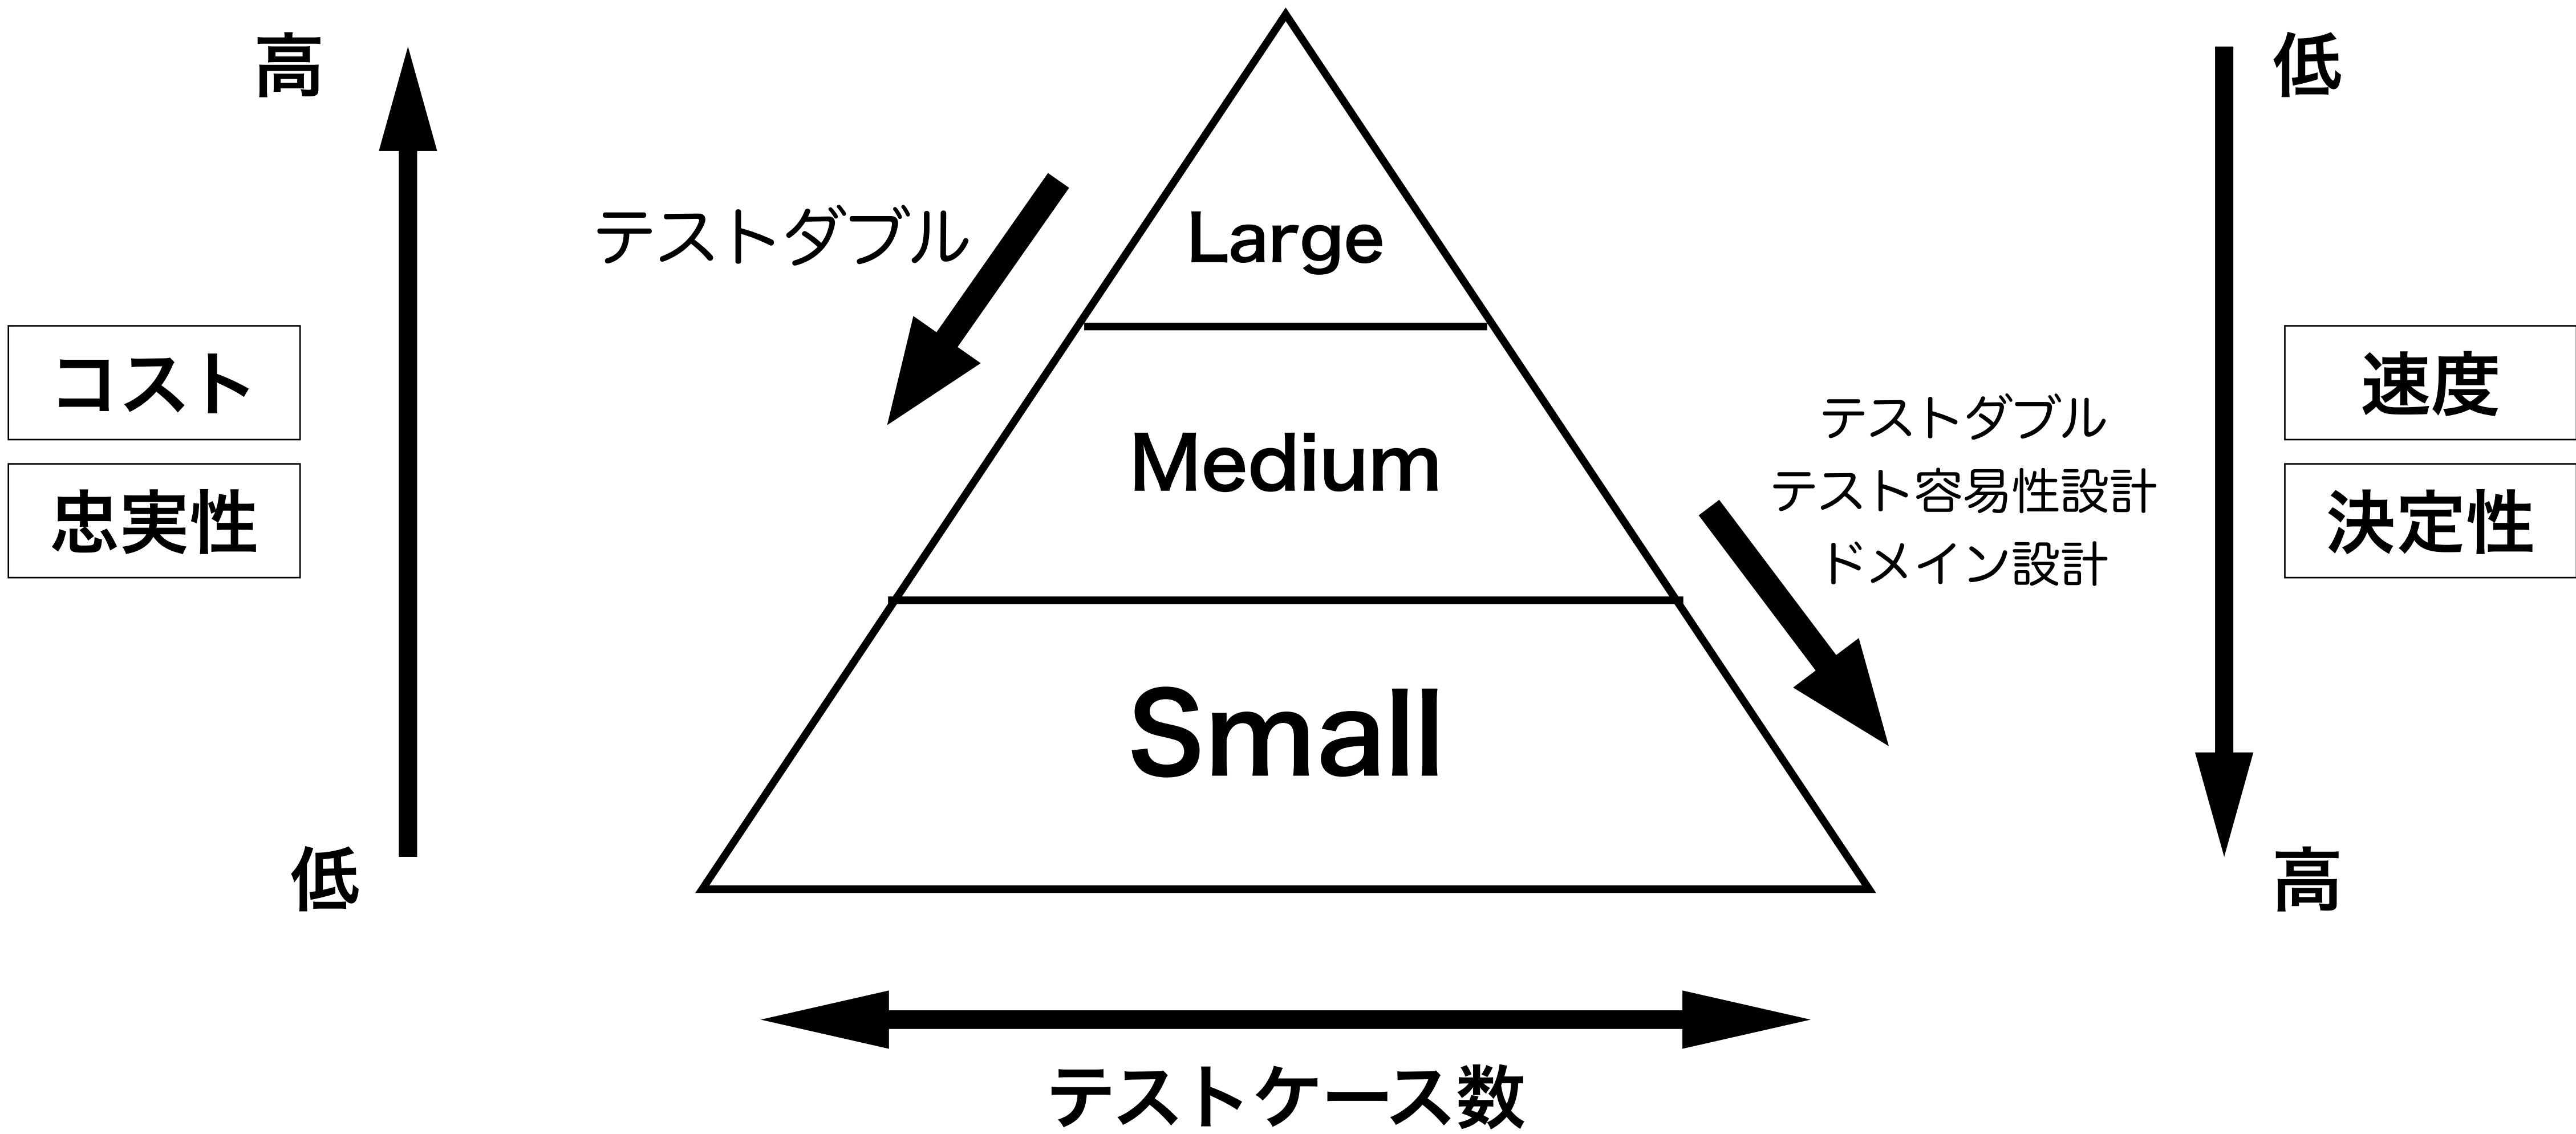 高
低
テストダブル
Large
コスト
速度
テストダブル
Medium
テスト容易性設計
忠実性
決定性
ドメイン設計
Small
低
高
テストケース数